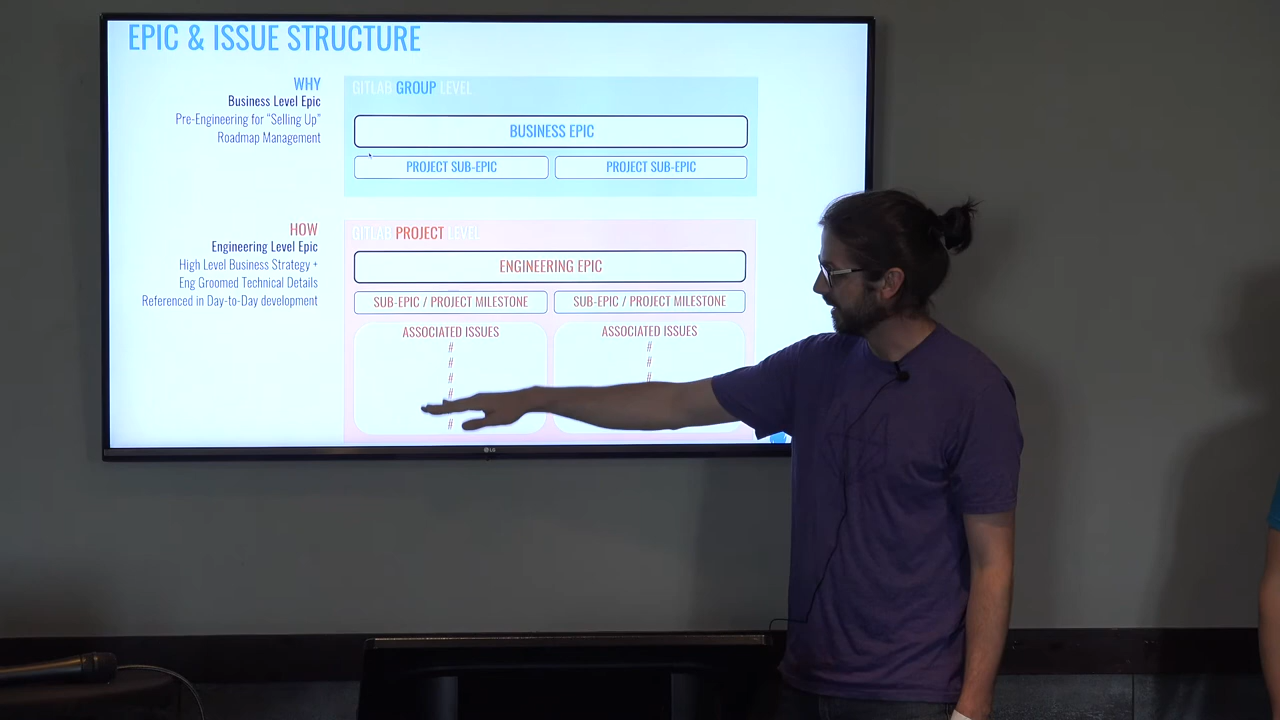 EPIC & ISSUE STRUCTURE
WHY
Business Level Epic
Pre-Engineering for "Selling Up"
Roadmap Management
GITLAB GROUP LEVEL
BUSINESS EPIC
PROJECT SUB-EPIC
PROJECT SUB-EPIC
HOW
Engineering Level Epic
High Level Business Strategy +
Eng Groomed Technical Details
Referenced in Day-to-Day development
GITLAB PROJECT LEVEL
ENGINEERING EPIC
SUB-EPIC / PROJECT MILESTONE
SUB-EPIC / PROJECT MILESTONE
ASSOCIATED ISSUES
#
#
#
#
#
ASSOCIATED ISSUES
#
#
#
LG